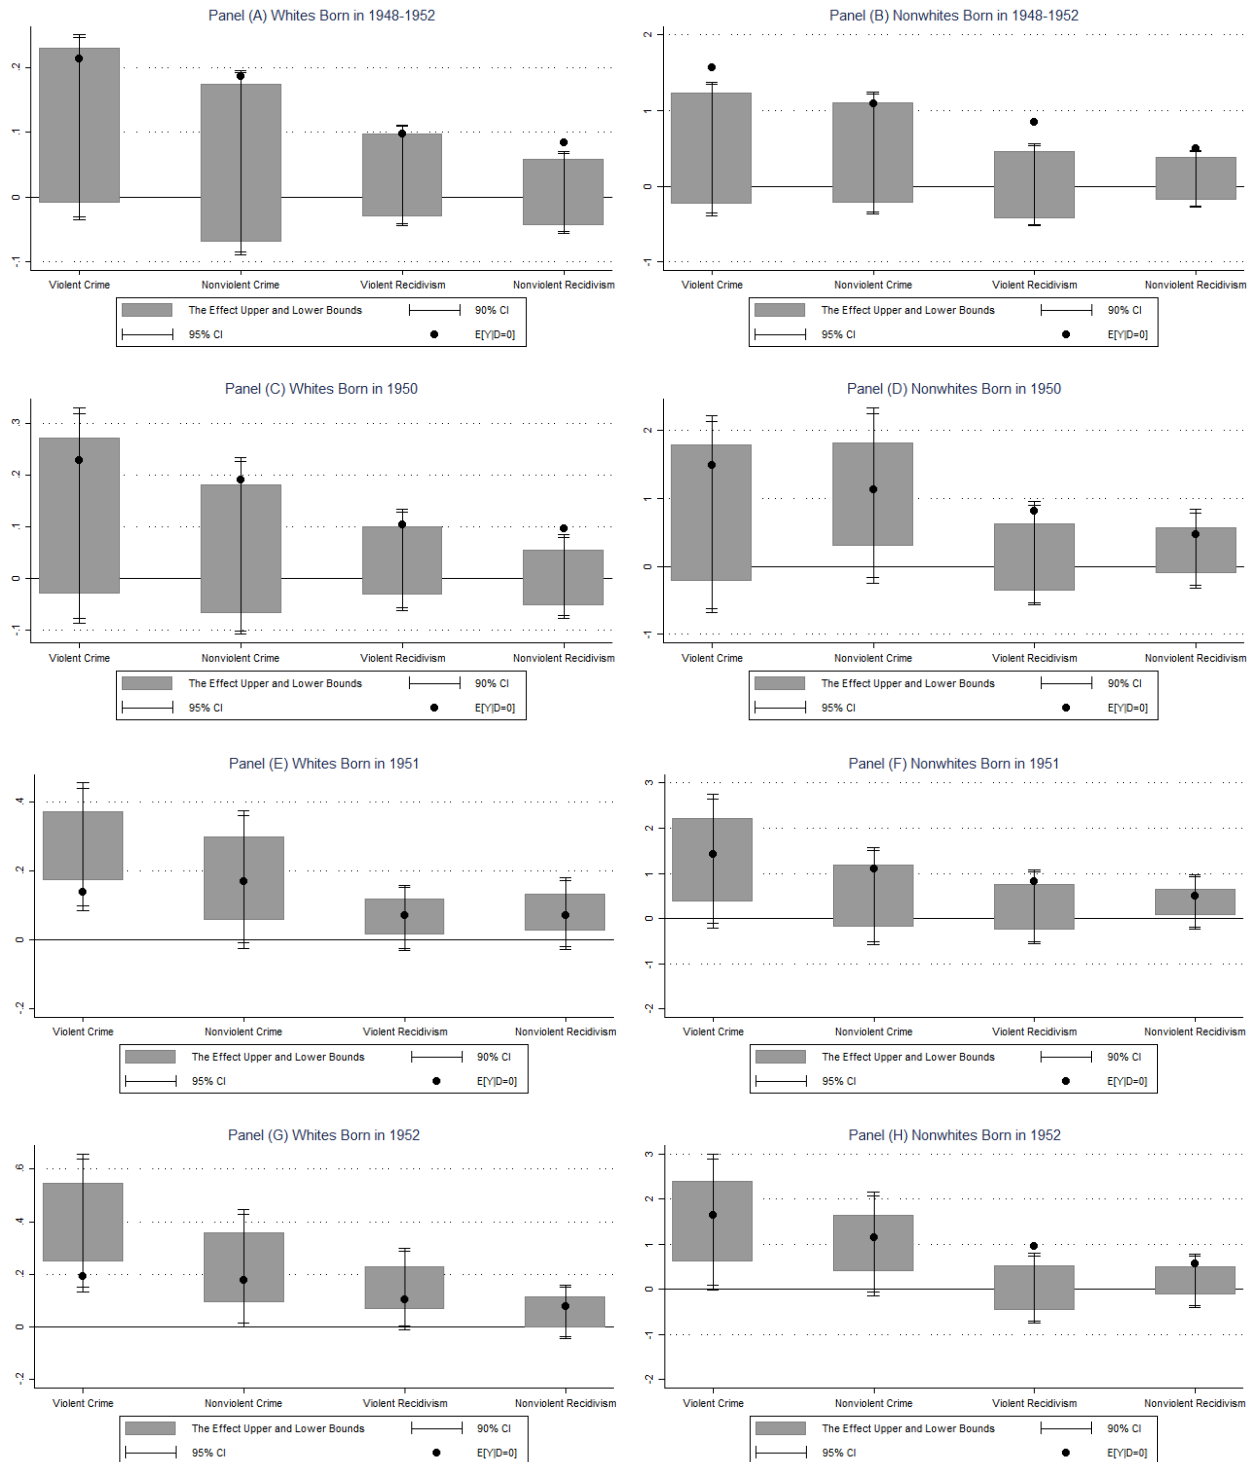 Panel (A) Whites Born in 1948-1952
.2
.1
0
-.1
Violent Crime Nonviolent Crime Violent Recidivism Nonviolent Recidivism
The Effect Upper and Lower Bounds 90% CI
95% CI E[Y|D=0]
Panel (B) Nonwhites Born in 1948-1952
2
1
0
-1
Violent Crime Nonviolent Crime Violent Recidivism Nonviolent Recidivism
The Effect Upper and Lower Bounds 90% CI
95% CI E[Y|D=0]
Panel (C) Whites Born in 1950
.3
.2
.1
0
-.1
Violent Crime Nonviolent Crime Violent Recidivism Nonviolent Recidivism
The Effect Upper and Lower Bounds 90% CI
95% CI E[Y|D=0]
Panel (D) Nonwhites Born in 1950
2
1
0
-1
Violent Crime Nonviolent Crime Violent Recidivism Nonviolent Recidivism
The Effect Upper and Lower Bounds 90% CI
95% CI E[Y|D=0]
Panel (E) Whites Born in 1951
.4
.2
0
-.2
Violent Crime Nonviolent Crime Violent Recidivism Nonviolent Recidivism
The Effect Upper and Lower Bounds 90% CI
95% CI E[Y|D=0]
Panel (F) Nonwhites Born in 1951
3
2
1
0
-1
-2
Violent Crime Nonviolent Crime Violent Recidivism Nonviolent Recidivism
The Effect Upper and Lower Bounds 90% CI
95% CI E[Y|D=0]
Panel (G) Whites Born in 1952
.6
.4
.2
0
-.2
Violent Crime Nonviolent Crime Violent Recidivism Nonviolent Recidivism
The Effect Upper and Lower Bounds 90% CI
95% CI E[Y|D=0]
Panel (H) Nonwhites Born in 1952
3
2
1
0
-1
-2
Violent Crime Nonviolent Crime Violent Recidivism Nonviolent Recidivism
The Effect Upper and Lower Bounds 90% CI
95% CI E[Y|D=0]